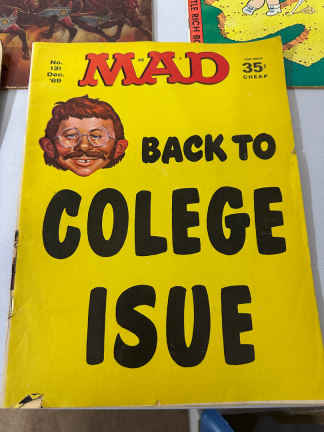 No. 131
Dec. '69
MAD
35¢
CHEAP
BACK TO
COLEGE
ISUE